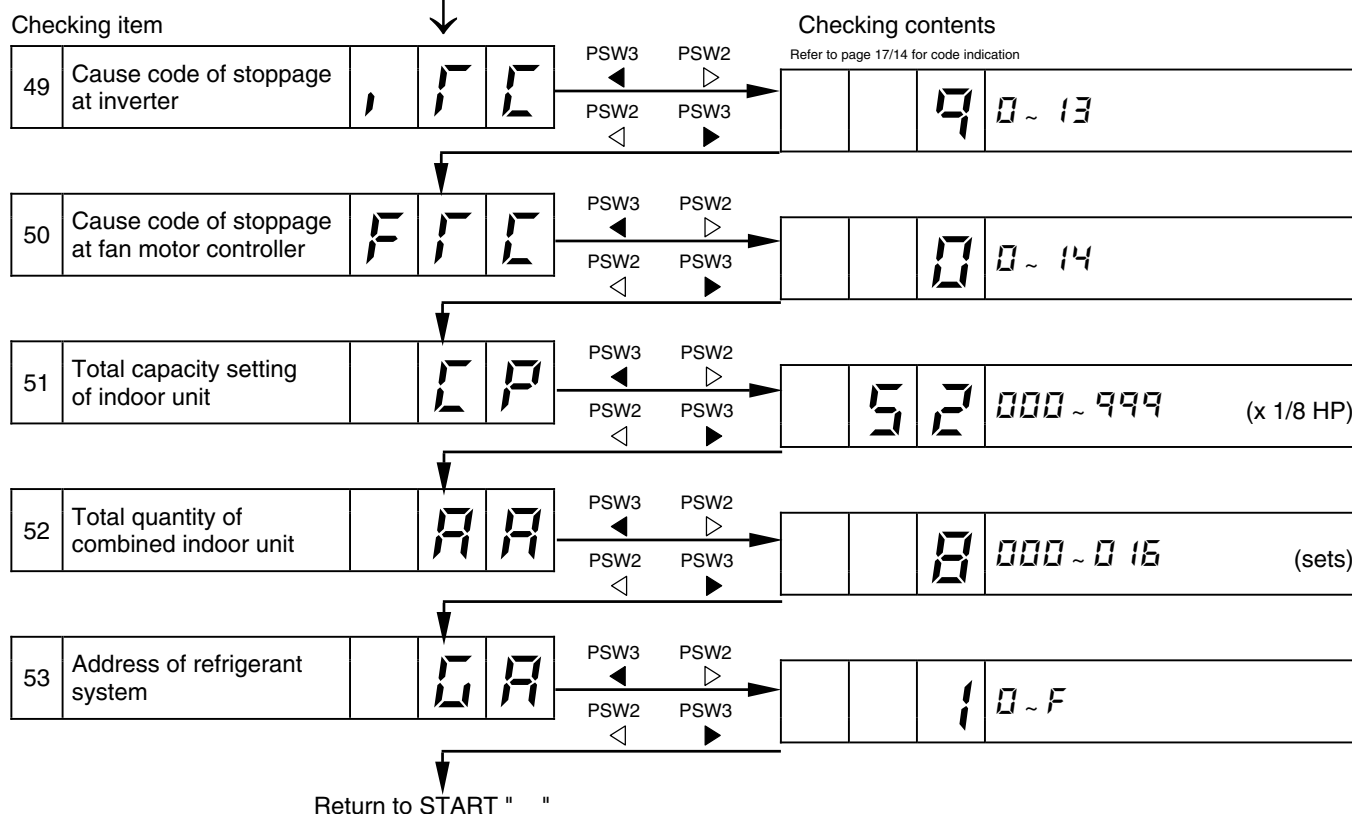 Checking item
Checking contents
Refer to page 17/14 for code indication
49 Cause code of stoppage
at inverter
, Γ C
PSW3 PSW2
PSW2 PSW3
9 0 ~ 13
50 Cause code of stoppage
at fan motor controller
F Γ C
PSW3 PSW2
PSW2 PSW3
0 0 ~ 14
51 Total capacity setting
of indoor unit
C P
PSW3 PSW2
PSW2 PSW3
5 2 000 ~ 999 (x 1/8 HP)
52 Total quantity of
combined indoor unit
A A
PSW3 PSW2
PSW2 PSW3
8 000 ~ 016 (sets)
53 Address of refrigerant
system
G A
PSW3 PSW2
PSW2 PSW3
1 0 ~ F
Return to START " "